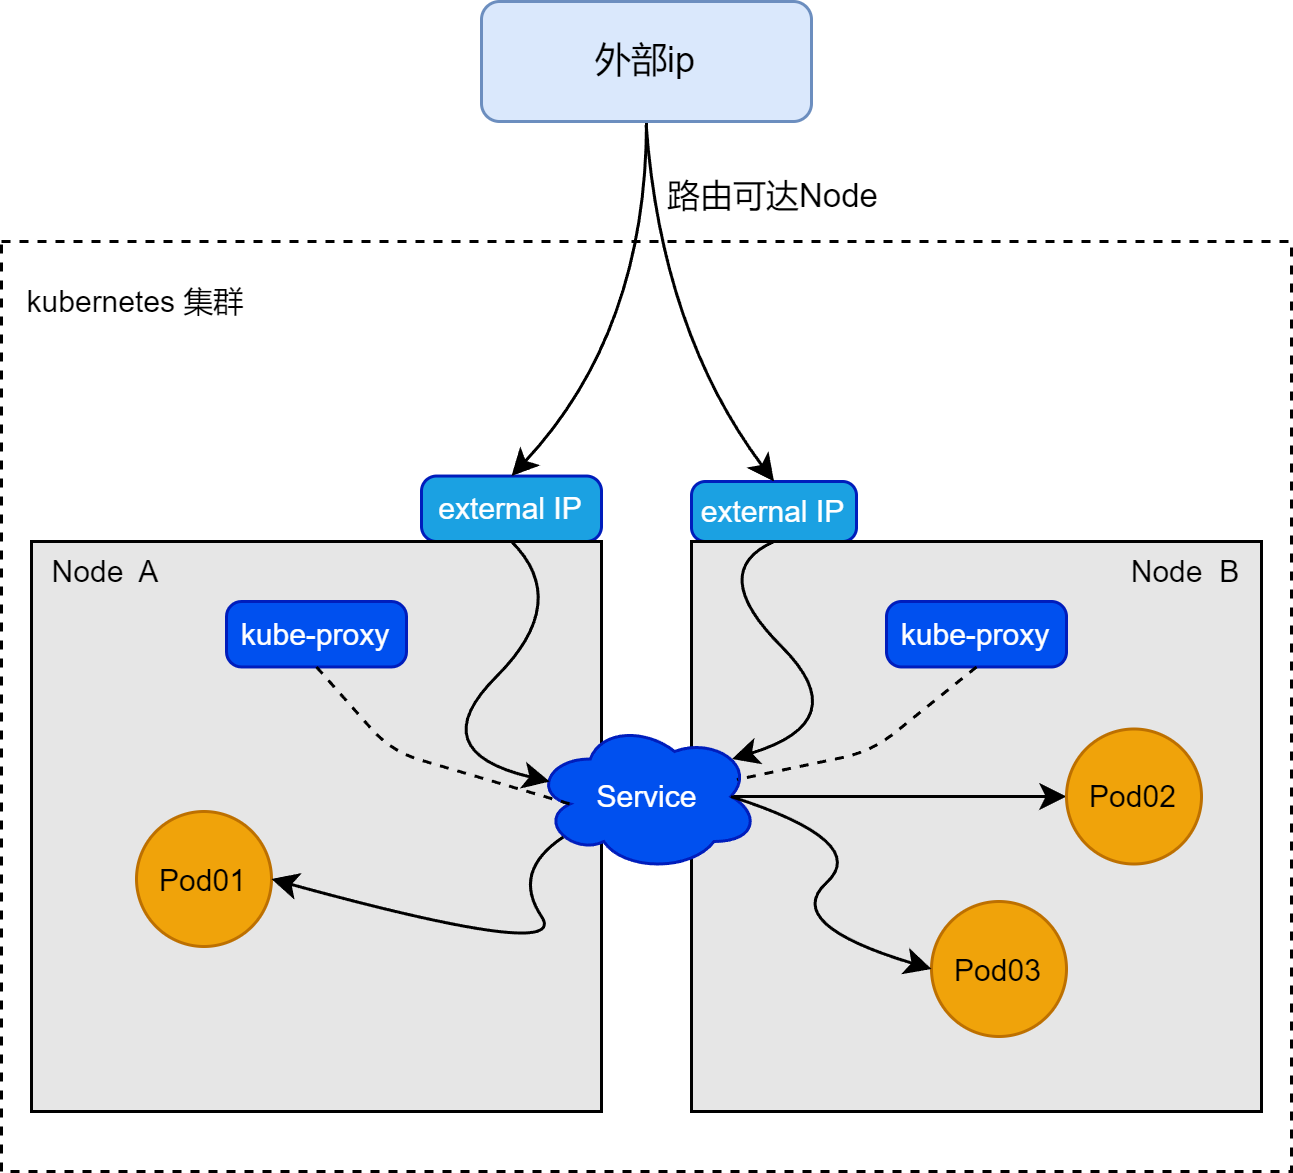 外部ip
路由可达Node
kubernetes 集群
external IP
external IP
Node A
Node B
kube-proxy
kube-proxy
Service
Pod02
Pod01
Pod03